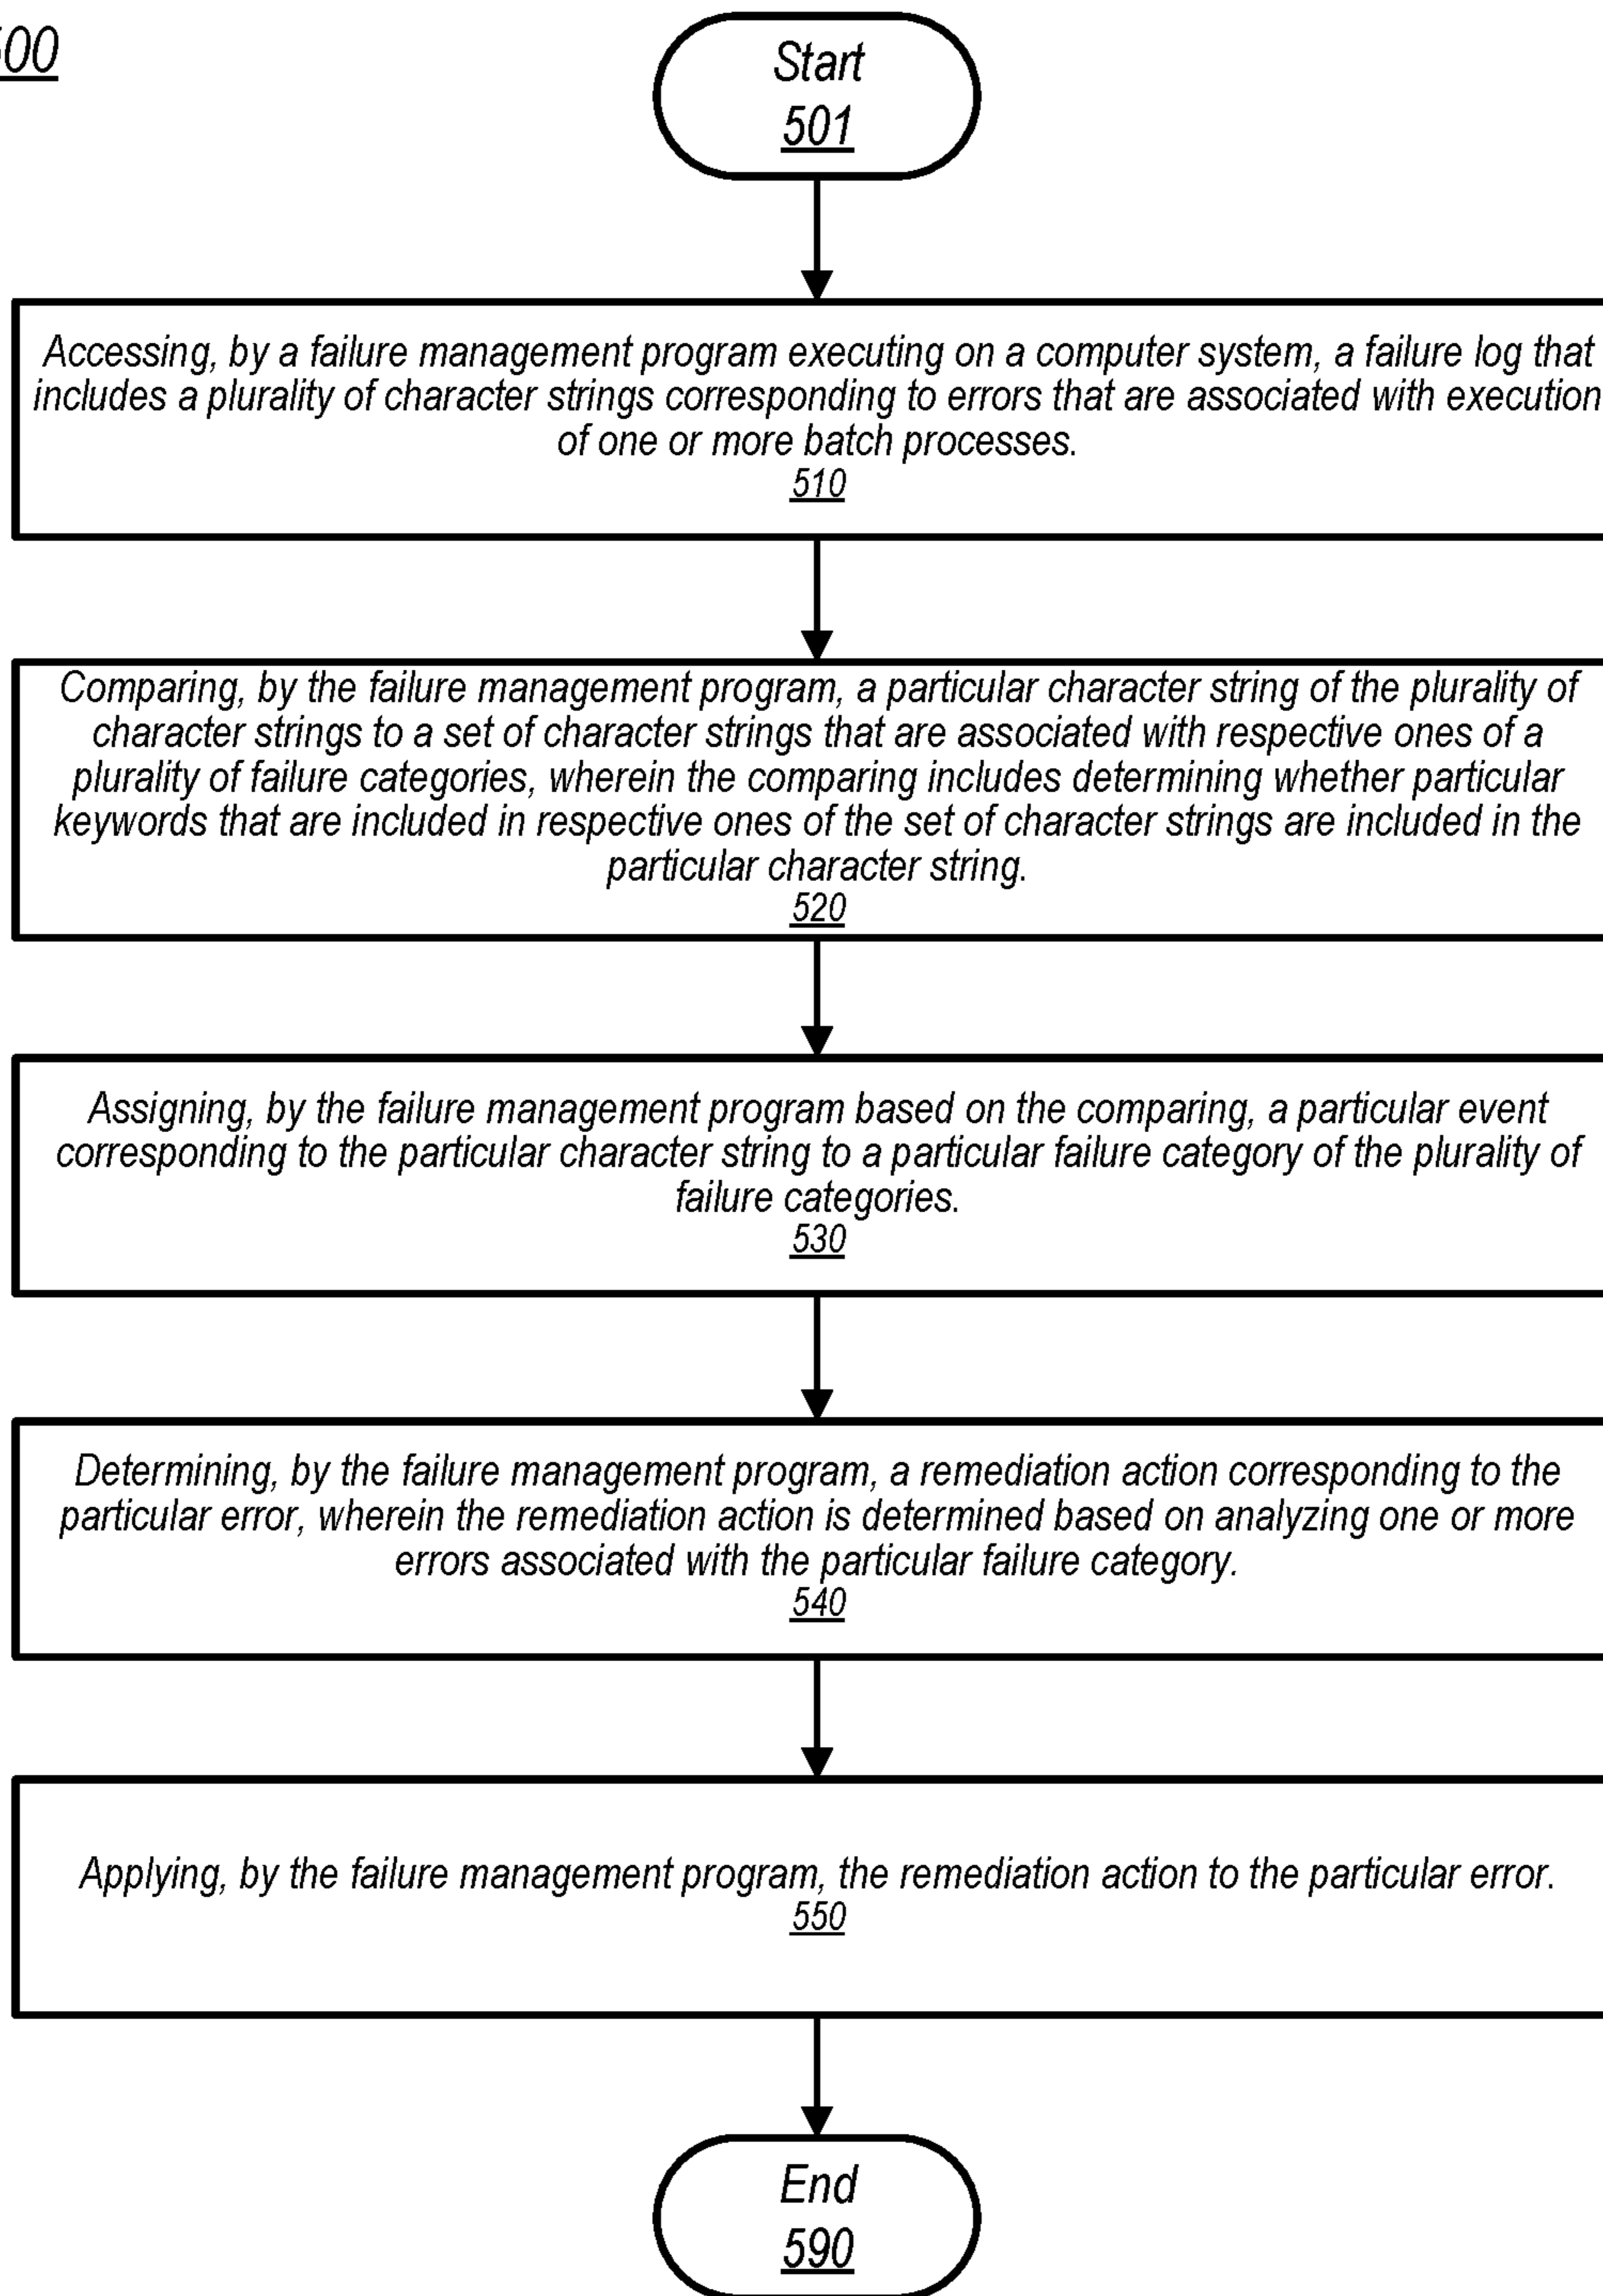 500
Start
501
Accessing, by a failure management program executing on a computer system, a failure log that
includes a plurality of character strings corresponding to errors that are associated with execution
of one or more batch processes.
510
Comparing, by the failure management program, a particular character string of the plurality of
character strings to a set of character strings that are associated with respective ones of a
plurality of failure categories, wherein the comparing includes determining whether particular
keywords that are included in respective ones of the set of character strings are included in the
particular character string.
520
Assigning, by the failure management program based on the comparing, a particular event
corresponding to the particular character string to a particular failure category of the plurality of
failure categories.
530
Determining, by the failure management program, a remediation action corresponding to the
particular error, wherein the remediation action is determined based on analyzing one or more
errors associated with the particular failure category.
540
Applying, by the failure management program, the remediation action to the particular error.
550
End
590